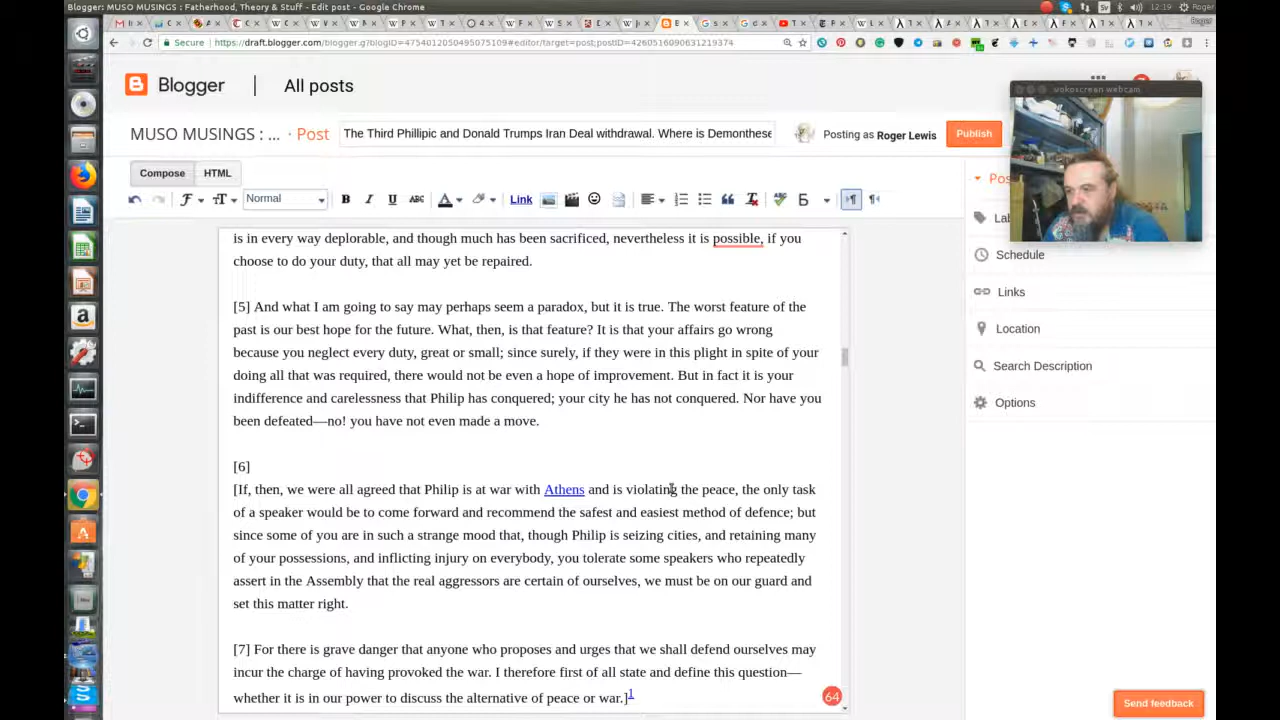 Blogger: MUSO MUSINGS : Fatherhood, Theory & Stuff - Edit post - Google Chrome
12:19
Roger
Secure https://draft.blogger.com/blogger.g?blogID=4754012050495075109#editor/target=post;postID=4260516090631219374
Blogger All posts
vokoscreen webcam
MUSO MUSINGS : ... · Post The Third Phillipic and Donald Trumps Iran Deal withdrawal. Where is Demonthese Posting as Roger Lewis Publish
Compose HTML
Normal Link
is in every way deplorable, and though much has been sacrificed, nevertheless it is possible, if you
choose to do your duty, that all may yet be repaired.
[5] And what I am going to say may perhaps seem a paradox, but it is true. The worst feature of the
past is our best hope for the future. What, then, is that feature? It is that your affairs go wrong
because you neglect every duty, great or small; since surely, if they were in this plight in spite of your
doing all that was required, there would not be even a hope of improvement. But in fact it is your
indifference and carelessness that Philip has conquered; your city he has not conquered. Nor have you
been defeated—no! you have not even made a move.
[6]
[If, then, we were all agreed that Philip is at war with Athens and is violating the peace, the only task
of a speaker would be to come forward and recommend the safest and easiest method of defence; but
since some of you are in such a strange mood that, though Philip is seizing cities, and retaining many
of your possessions, and inflicting injury on everybody, you tolerate some speakers who repeatedly
assert in the Assembly that the real aggressors are certain of ourselves, we must be on our guard and
set this matter right.
[7] For there is grave danger that anyone who proposes and urges that we shall defend ourselves may
incur the charge of having provoked the war. I therefore first of all state and define this question—
whether it is in our power to discuss the alternative of peace or war.]1
64
Pos
Lab
Schedule
Links
Location
Search Description
Options
Send feedback